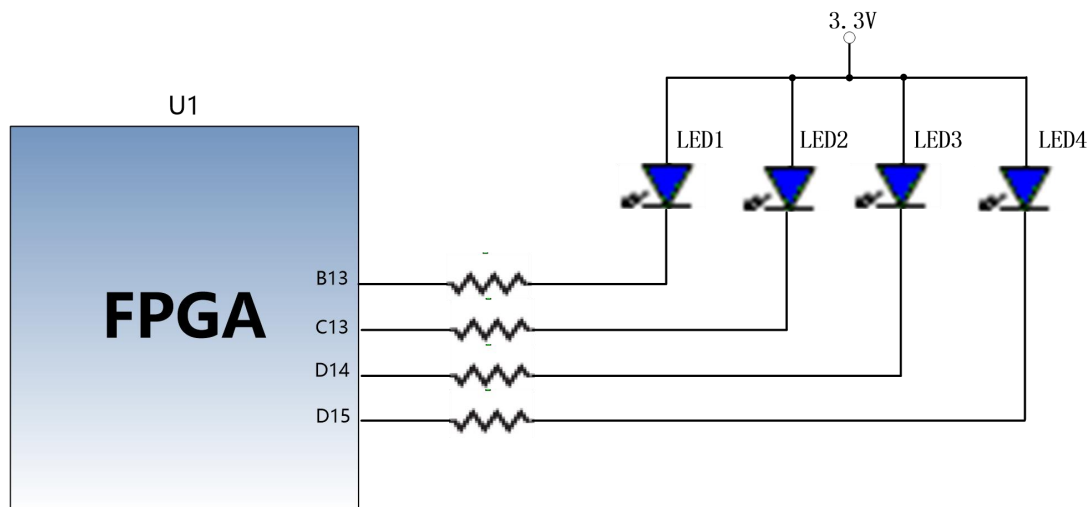 3.3V
U1
LED1
LED2
LED3
LED4
FPGA
B13
C13
D14
D15